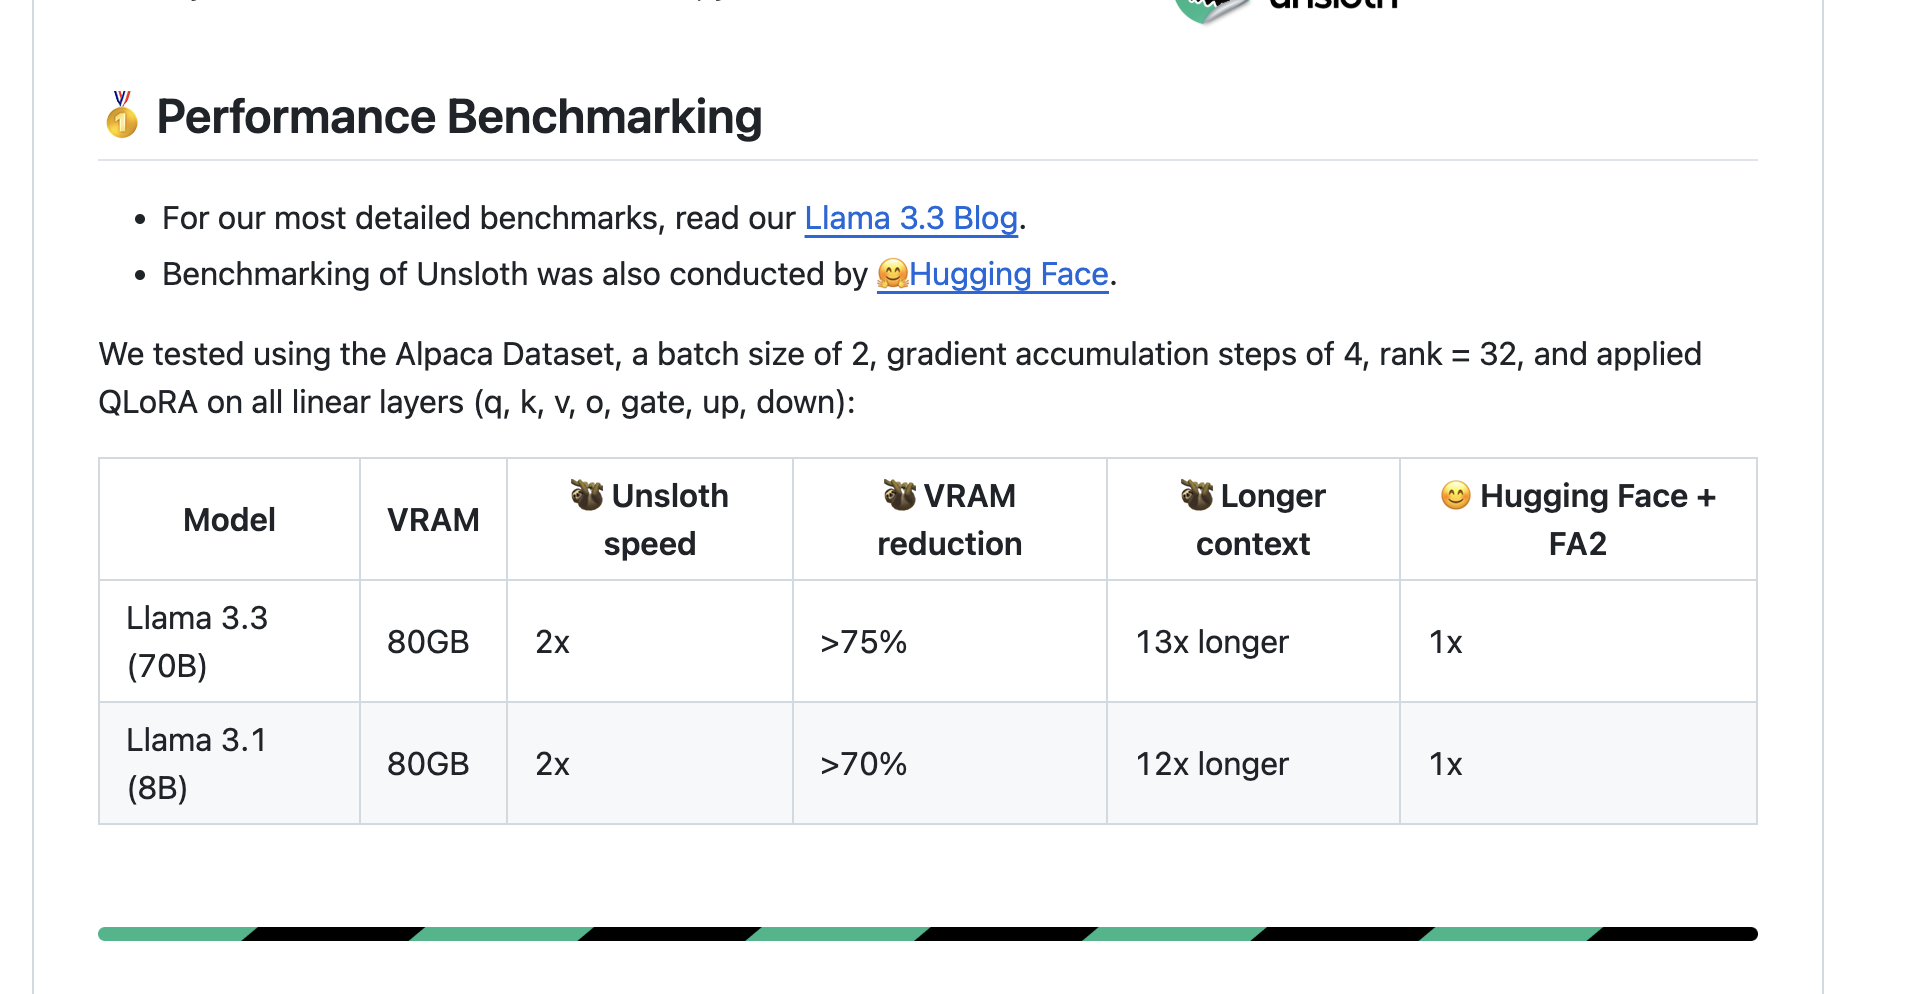 unsloth
🥇 Performance Benchmarking
• For our most detailed benchmarks, read our Llama 3.3 Blog.
• Benchmarking of Unsloth was also conducted by 🤗Hugging Face.
We tested using the Alpaca Dataset, a batch size of 2, gradient accumulation steps of 4, rank = 32, and applied
QLoRA on all linear layers (q, k, v, o, gate, up, down):
Model VRAM 🦥 Unsloth speed 🦥 VRAM reduction 🦥 Longer context 😊 Hugging Face + FA2
Llama 3.3 (70B) 80GB 2x >75% 13x longer 1x
Llama 3.1 (8B) 80GB 2x >70% 12x longer 1x